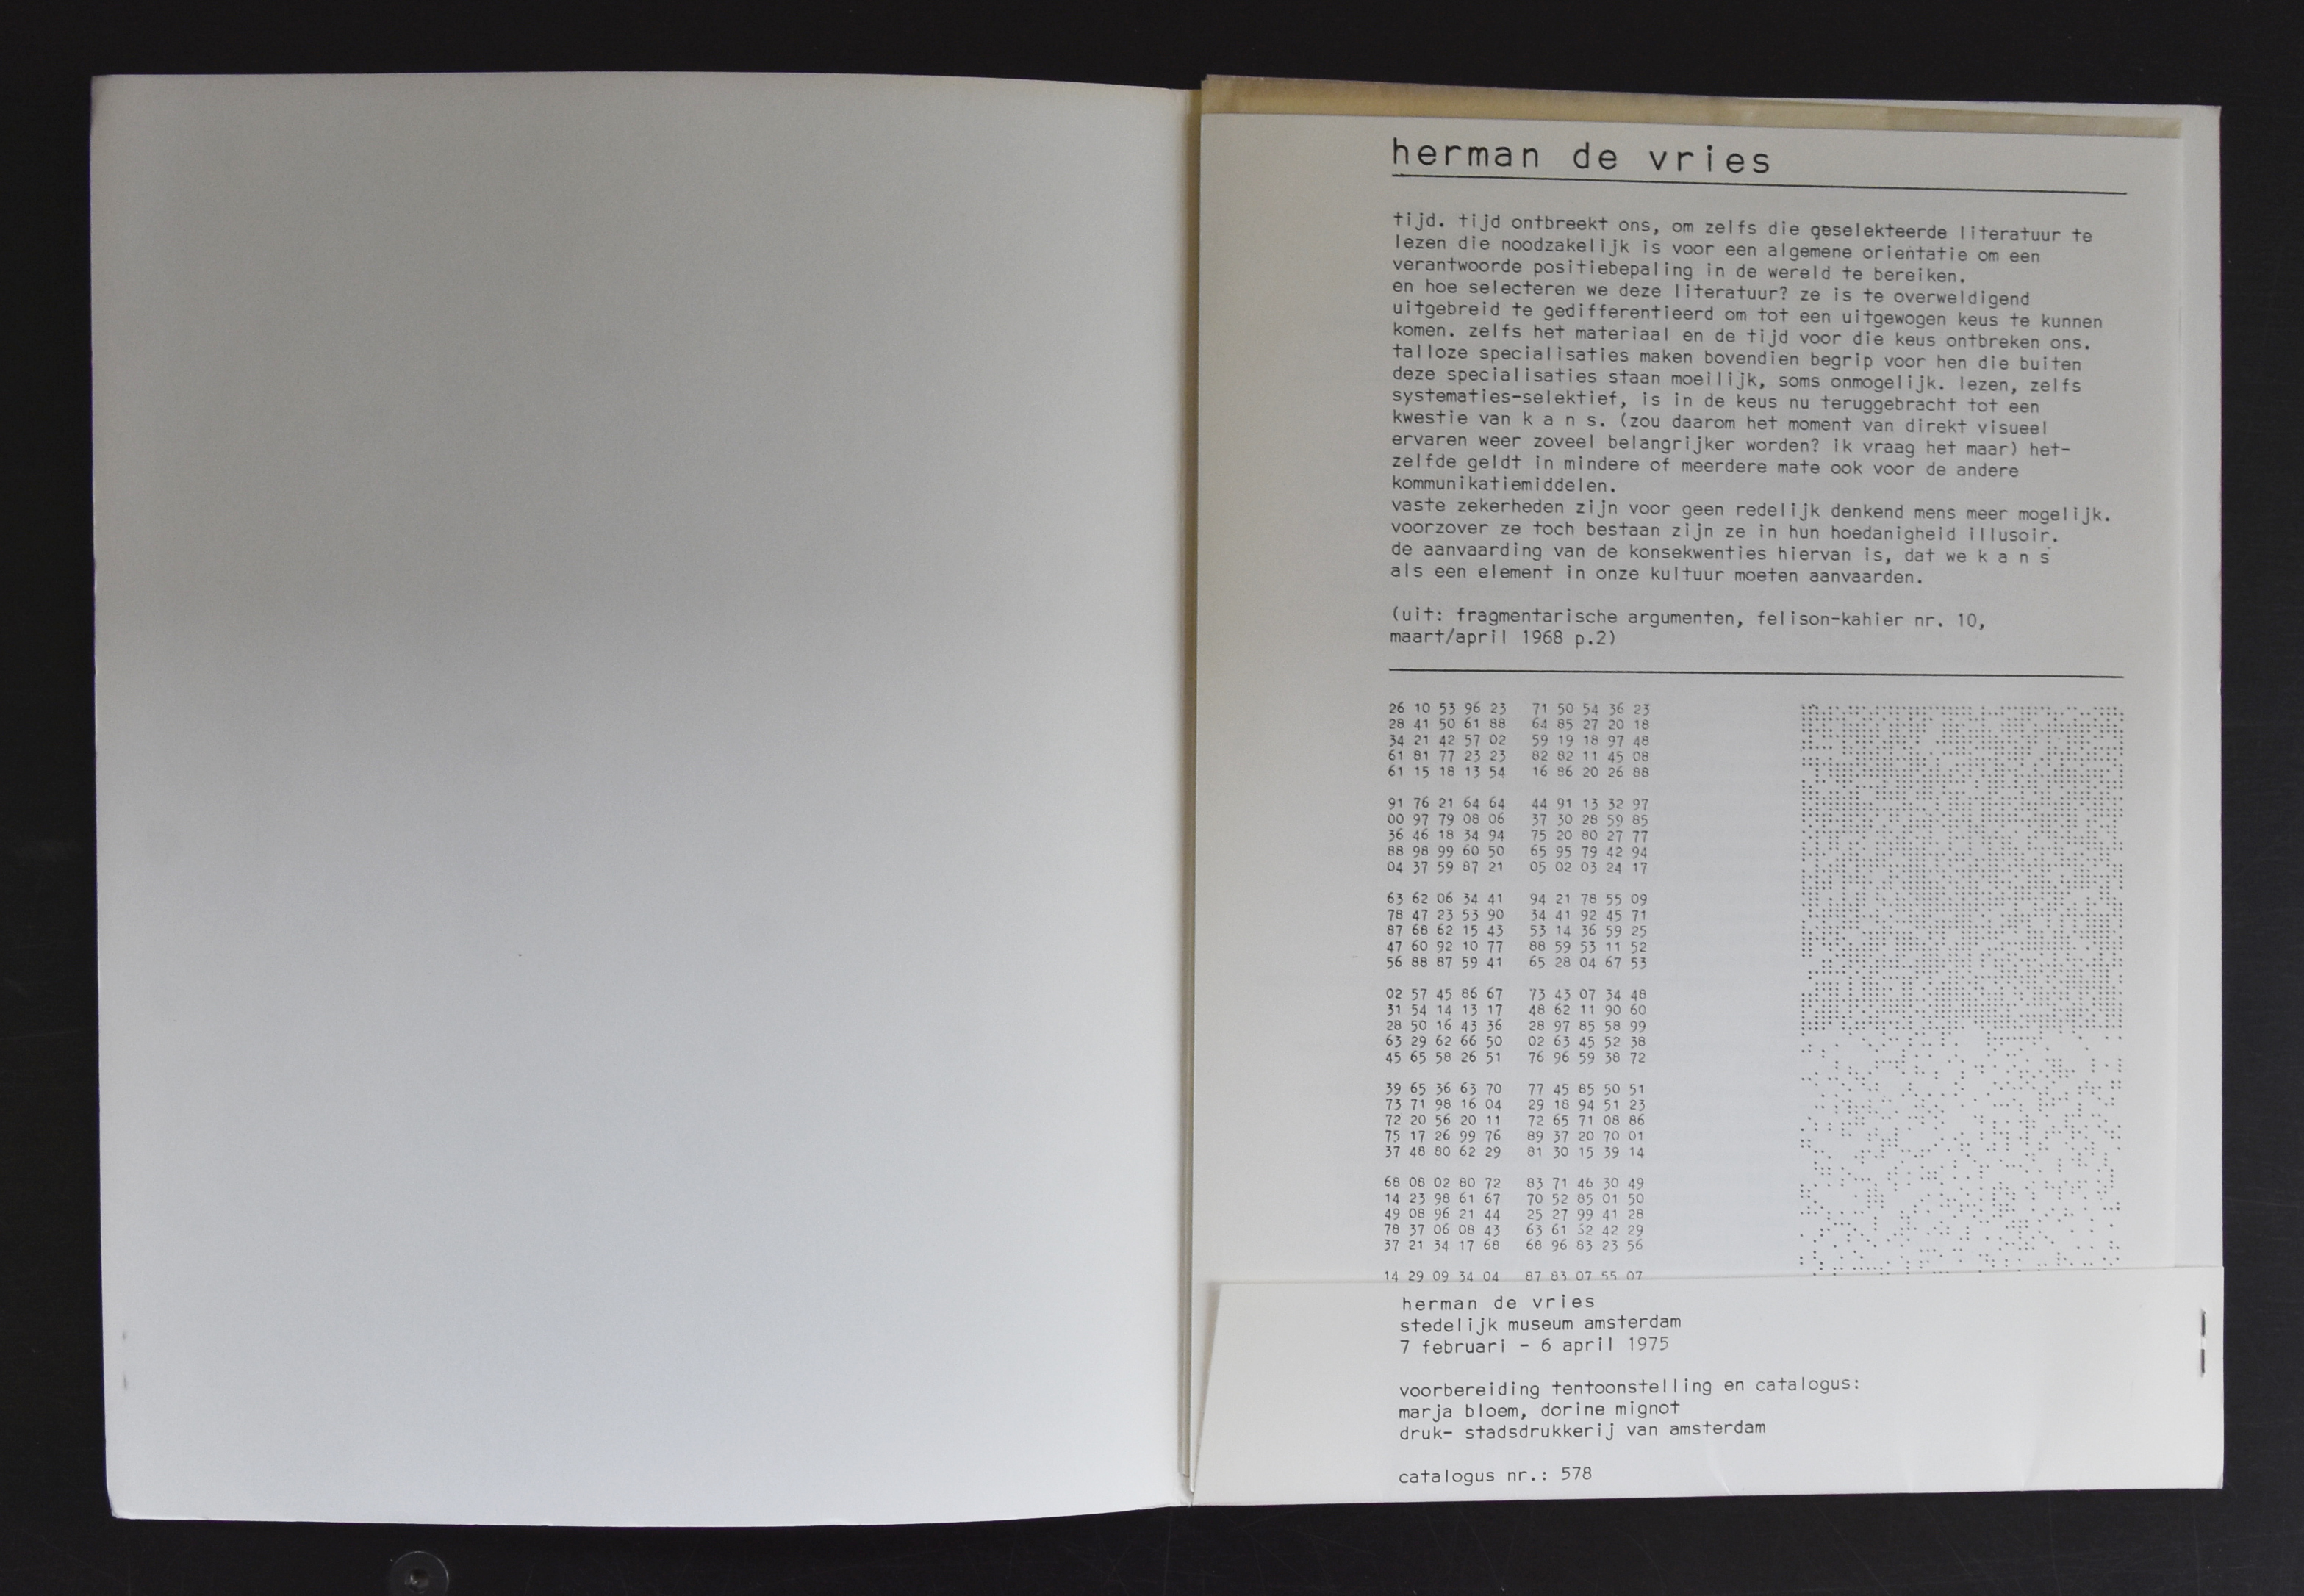 herman de vries
tijd. tijd ontbreekt ons, om zelfs die geselekteerde literatuur te
lezen die noodzakelijk is voor een algemene orientatie om een
verantwoorde positiebepaling in de wereld te bereiken.
en hoe selecteren we deze literatuur? ze is te overweldigend
uitgebreid te gedifferentieerd om tot een uitgewogen keus te kunnen
komen. zelfs het materiaal en de tijd voor die keus ontbreken ons.
talloze specialisaties maken bovendien begrip voor hen die buiten
deze specialisaties staan moeilijk, soms onmogelijk. lezen, zelfs
systematies-selektief, is in de keus nu teruggebracht tot een
kwestie van k a n s. (zou daarom het moment van direkt visueel
ervaren weer zoveel belangrijker worden? ik vraag het maar) het-
zelfde geldt in mindere of meerdere mate ook voor de andere
kommunikatiemiddelen.
vaste zekerheden zijn voor geen redelijk denkend mens meer mogelijk.
voorzover ze toch bestaan zijn ze in hun hoedanigheid illusoir.
de aanvaarding van de konsekwenties hiervan is, dat we k a n s
als een element in onze kultuur moeten aanvaarden.
(uit: fragmentarische argumenten, felison-kahier nr. 10,
maart/april 1968 p.2)
26 10 53 96 23 71 50 54 36 23
28 41 50 61 88 64 85 27 20 18
34 21 42 57 02 59 19 18 97 48
61 81 77 23 23 82 82 11 45 08
61 15 18 13 54 16 86 20 26 88
91 76 21 64 64 44 91 13 32 97
00 97 79 08 06 37 30 28 59 85
36 46 18 34 94 75 20 80 27 77
88 98 99 60 50 65 95 79 42 94
04 37 59 87 21 05 02 03 24 17
63 62 06 34 41 94 21 78 55 09
78 47 23 53 90 34 41 92 45 71
87 68 62 15 43 53 14 36 59 25
47 60 92 10 77 88 59 53 11 52
56 88 87 59 41 65 28 04 67 53
02 57 45 86 67 73 43 07 34 48
31 54 14 13 17 48 62 11 90 60
28 50 16 43 36 28 97 85 58 99
63 29 62 66 50 02 63 45 52 38
45 65 58 26 51 76 96 59 38 72
39 65 36 63 70 77 45 85 50 51
73 71 98 16 04 29 18 94 51 23
72 20 56 20 11 72 65 71 08 86
75 17 26 99 76 89 37 20 70 01
37 48 80 62 29 81 30 15 39 14
68 08 02 80 72 83 71 46 30 49
14 23 98 61 67 70 52 85 01 50
49 08 96 21 44 25 27 99 41 28
78 37 06 08 43 63 61 52 42 29
37 21 34 17 68 68 96 83 23 56
14 29 09 34 04 87 83 07 55 07
herman de vries
stedelijk museum amsterdam
7 februari - 6 april 1975
voorbereiding tentoonstelling en catalogus:
marja bloem, dorine mignot
druk- stadsdrukkerij van amsterdam
catalogus nr.: 578